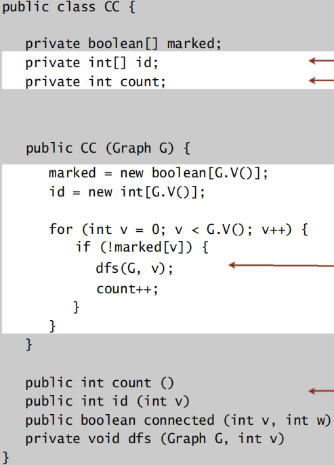 public class CC {
private boolean[] marked;
private int[] id;
private int count;
public CC (Graph G) {
marked = new boolean[G.V()];
id = new int[G.V()];
for (int v = 0; v < G.V(); v++) {
if (!marked[v]) {
dfs(G, v);
count++;
}
}
}
public int count ()
public int id (int v)
public boolean connected (int v, int w)
private void dfs (Graph G, int v)
}